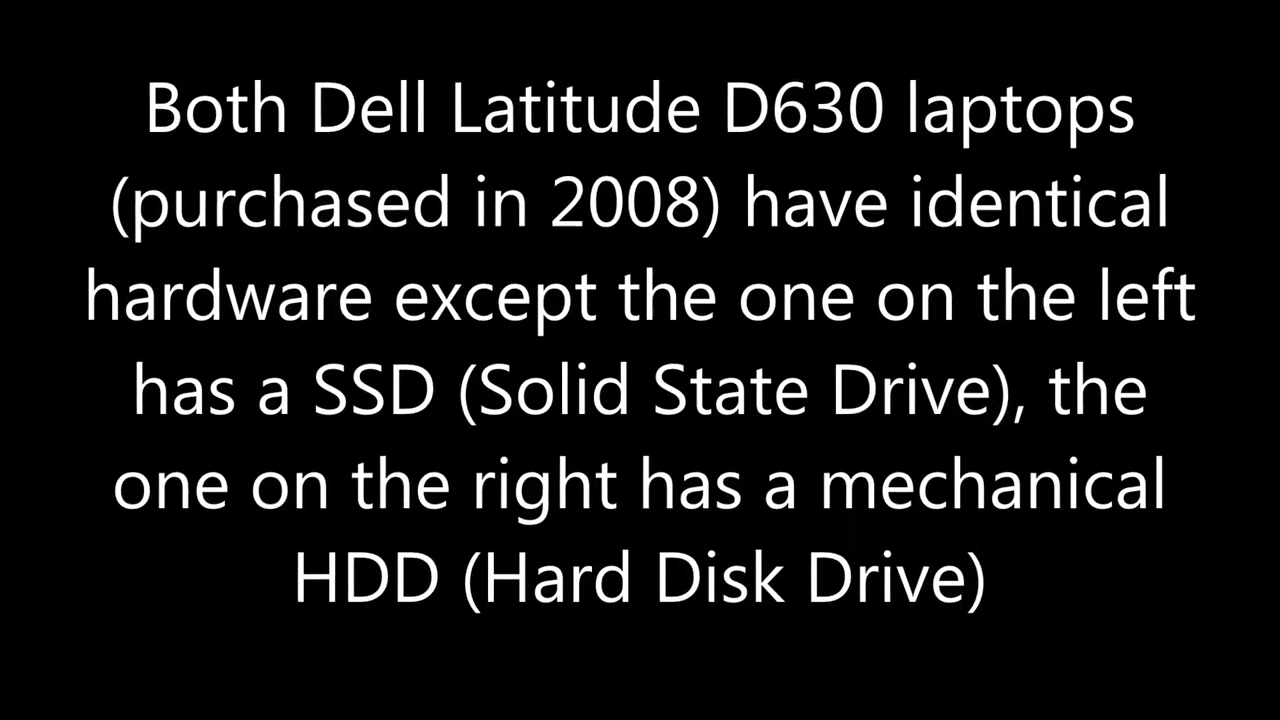 Both Dell Latitude D630 laptops
(purchased in 2008) have identical
hardware except the one on the left
has a SSD (Solid State Drive), the
one on the right has a mechanical
HDD (Hard Disk Drive)